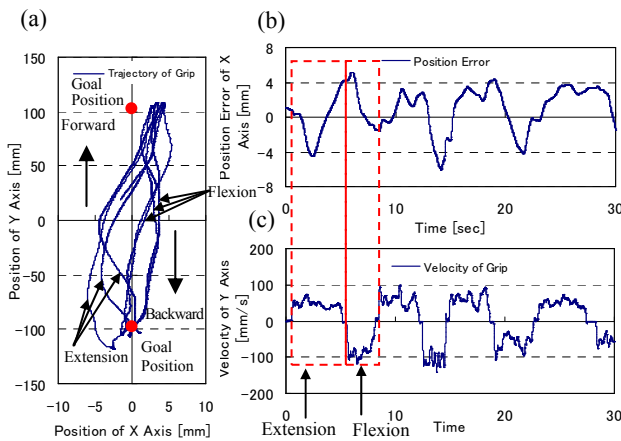 (a)
150
100
50
0
-50
-100
-150
-10
-5
0
5
10
Position of Y Axis [mm]
Position of X Axis [mm]
Trajectory of Grip
Goal
Position
Forward
Flexion
Backward
Extension
Goal
Position
(b)
8
4
0
-4
-8
0
10
20
30
Position Error of X
Axis [mm]
Position Error
Time [sec]
(c)
200
100
0
-100
-200
0
10
20
30
Velocity of Y Axis
[mm/s]
Velocity of Grip
Time
Extension
Flexion